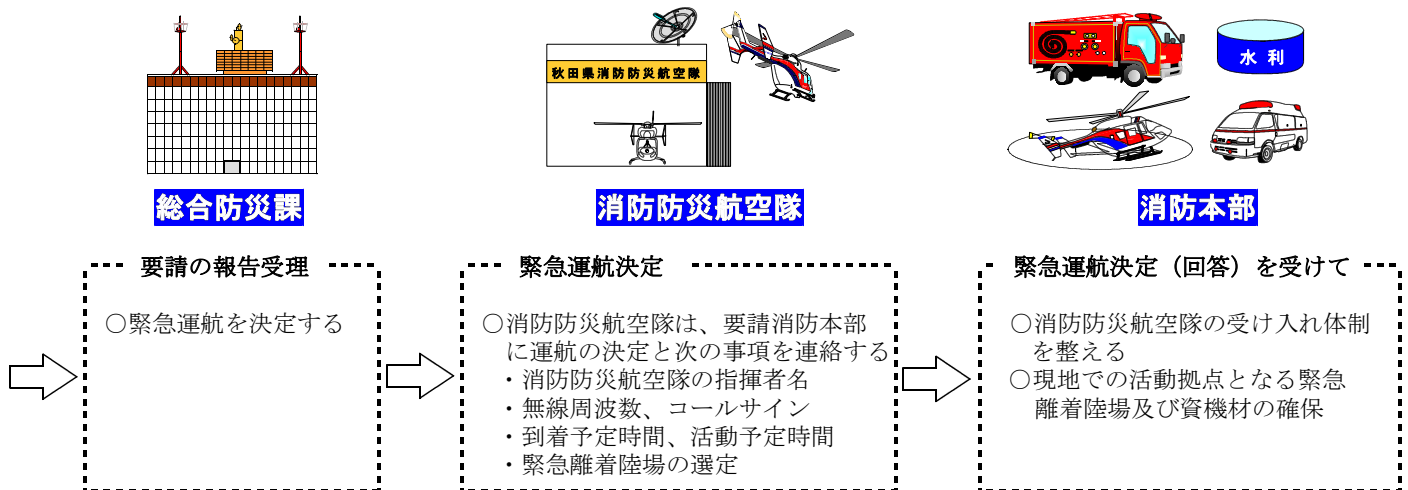 秋田県消防防災航空隊
水利
総合防災課
消防防災航空隊
消防本部
要請の報告受理
○緊急運航を決定する
緊急運航決定
○消防防災航空隊は、要請消防本部
に運航の決定と次の事項を連絡する
・消防防災航空隊の指揮者名
・無線周波数、コールサイン
・到着予定時間、活動予定時間
・緊急離着陸場の選定
緊急運航決定（回答）を受けて
○消防防災航空隊の受け入れ体制
を整える
○現地での活動拠点となる緊急
離着陸場及び資機材の確保